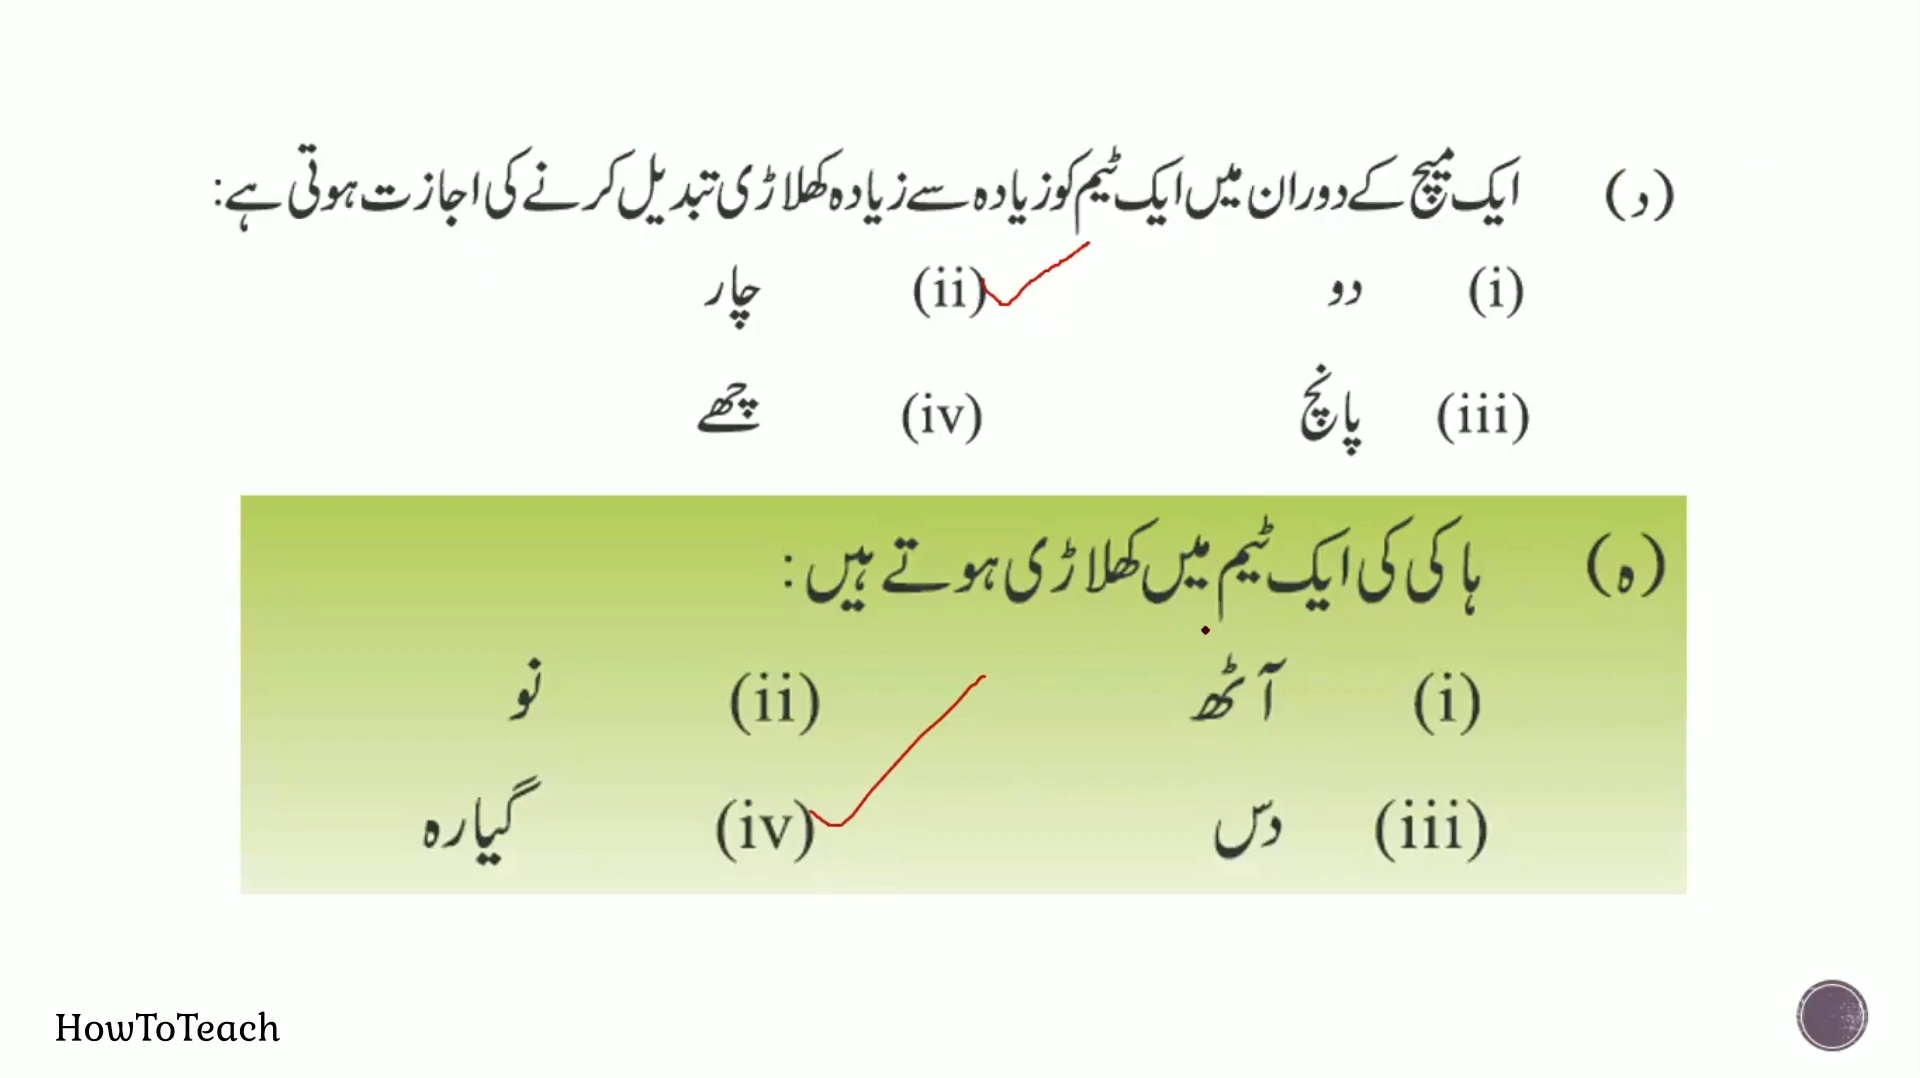 (د) ایک میچ کے دوران میں ایک ٹیم کو زیادہ سے زیادہ کھلاڑی تبدیل کرنے کی اجازت ہوتی ہے:
(i) دو (ii) چار
(iii) پانچ (iv) چھے
(ہ) ہاکی کی ایک ٹیم میں کھلاڑی ہوتے ہیں:
(i) آٹھ (ii) نو
(iii) دس (iv) گیارہ
HowToTeach